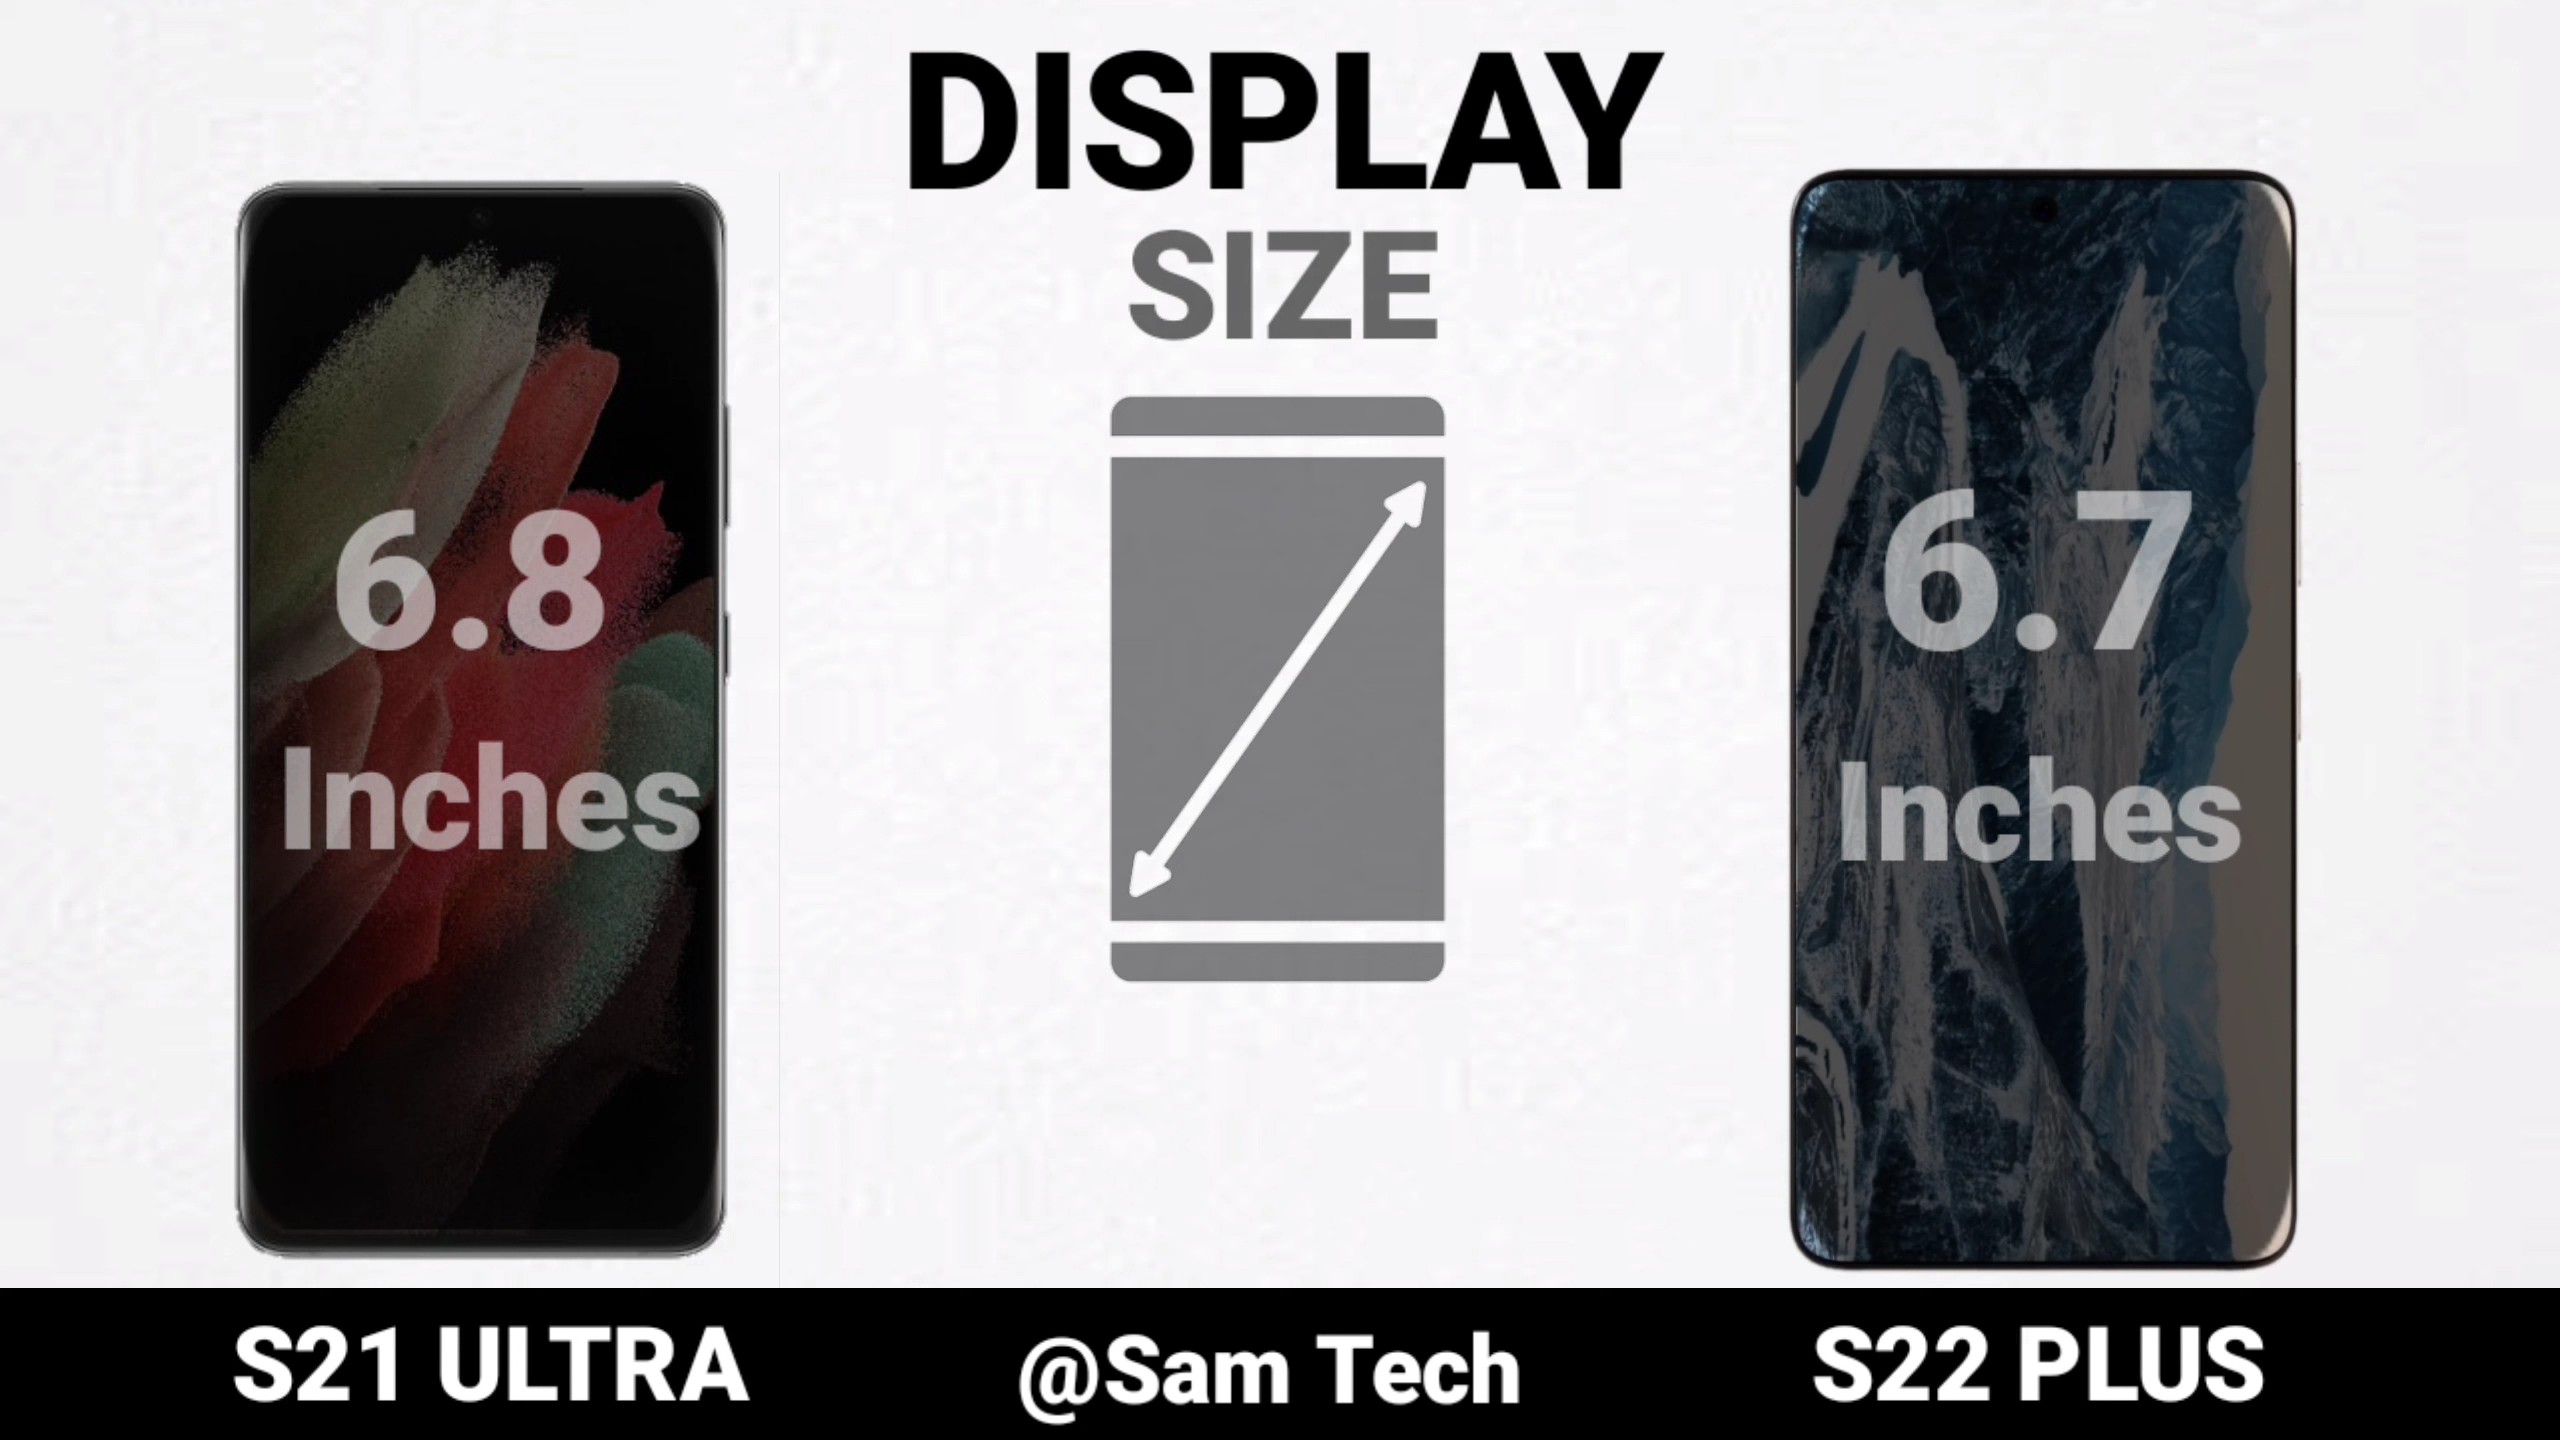 DISPLAY
SIZE
6.8
Inches
6.7
Inches
S21 ULTRA
@Sam Tech
S22 PLUS